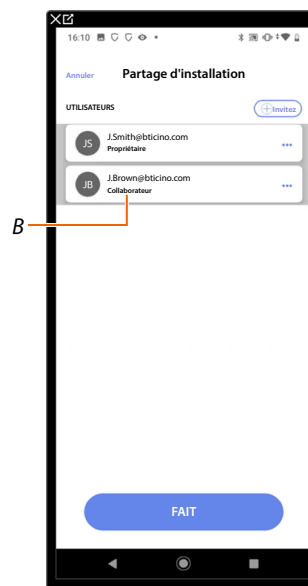 16:10
Annuler Partage d'installation
UTILISATEURS
Invitez
JS
J.Smith@bticino.com
Propriétaire
JB
J.Brown@bticino.com
Collaborateur
B
FAIT